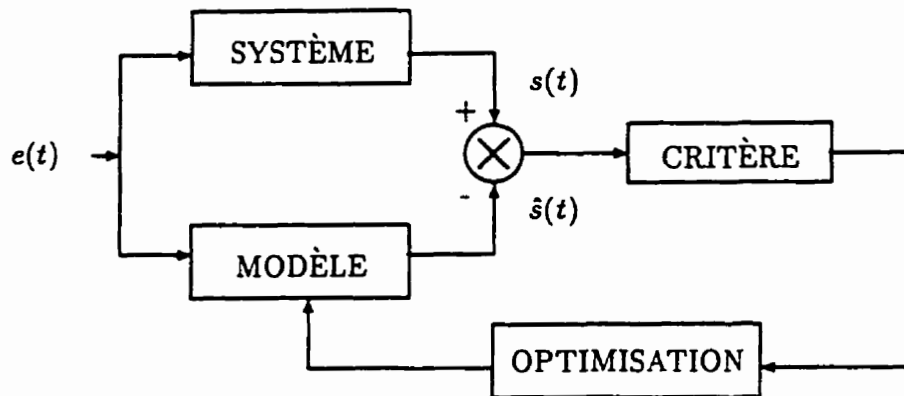 SYSTÈME
s(t)
+
e(t)
CRITÈRE
-
ŝ(t)
MODÈLE
OPTIMISATION